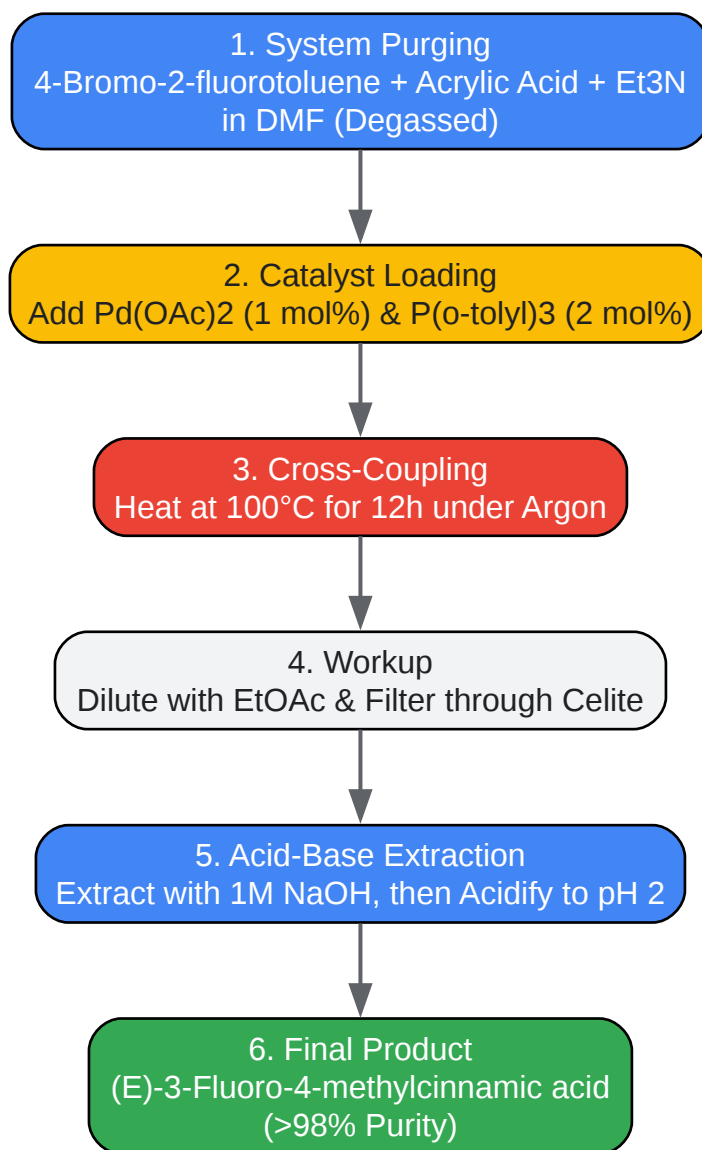 1. System Purging
4-Bromo-2-fluorotoluene + Acrylic Acid + Et3N
in DMF (Degassed)
2. Catalyst Loading
Add Pd(OAc)2 (1 mol%) & P(o-tolyl)3 (2 mol%)
3. Cross-Coupling
Heat at 100°C for 12h under Argon
4. Workup
Dilute with EtOAc & Filter through Celite
5. Acid-Base Extraction
Extract with 1M NaOH, then Acidify to pH 2
6. Final Product
(E)-3-Fluoro-4-methylcinnamic acid
(>98% Purity)